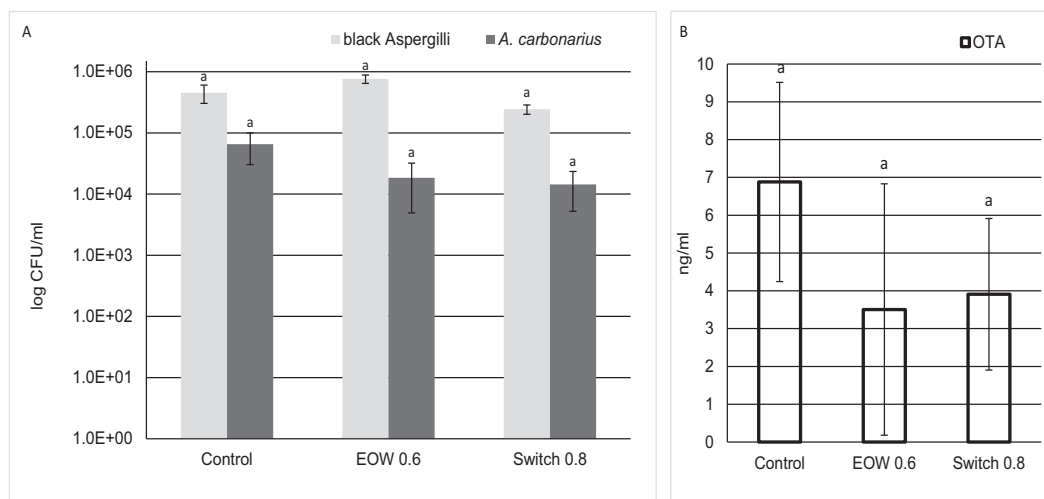 A
black Aspergilli
A. carbonarius
log CFU/ml
1.0E+06
1.0E+05
1.0E+04
1.0E+03
1.0E+02
1.0E+01
1.0E+00
a
a
a
a
a
a
Control
EOW 0.6
Switch 0.8
B
OTA
ng/ml
10
9
8
7
6
5
4
3
2
1
0
a
a
a
Control
EOW 0.6
Switch 0.8